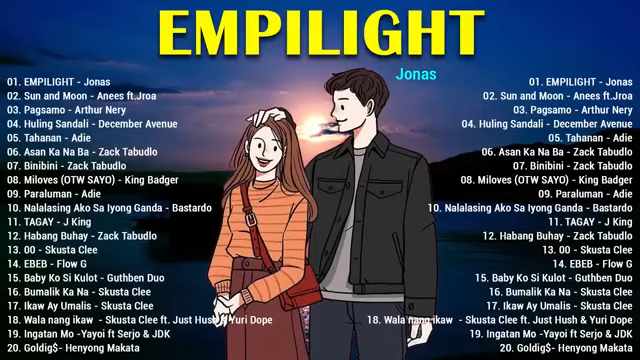 EMPILIGHT
Jonas
01. EMPILIGHT - Jonas
02. Sun and Moon - Anees ft.Jroa
03. Pagsamo - Arthur Nery
04. Huling Sandali - December Avenue
05. Tahanan - Adie
06. Asan Ka Na Ba - Zack Tabudlo
07. Binibini - Zack Tabudlo
08. Miloves (OTW SAYO) - King Badger
09. Paraluman - Adie
10. Nalalasing Ako Sa Iyong Ganda - Bastardo
11. TAGAY - J King
12. Habang Buhay - Zack Tabudlo
13. 00 - Skusta Clee
14. EBEB - Flow G
15. Baby Ko Si Kulot - Guthben Duo
16. Bumalik Ka Na - Skusta Clee
17. Ikaw Ay Umalis - Skusta Clee
18. Wala nang ikaw - Skusta Clee ft. Just Hush & Yuri Dope
19. Ingatan Mo -Yayoi ft Serjo & JDK
20. Goldig$- Henyong Makata
01. EMPILIGHT - Jonas
02. Sun and Moon - Anees ft.Jroa
03. Pagsamo - Arthur Nery
04. Huling Sandali - December Avenue
05. Tahanan - Adie
06. Asan Ka Na Ba - Zack Tabudlo
07. Binibini - Zack Tabudlo
08. Miloves (OTW SAYO) - King Badger
09. Paraluman - Adie
10. Nalalasing Ako Sa Iyong Ganda - Bastardo
11. TAGAY - J King
12. Habang Buhay - Zack Tabudlo
13. 00 - Skusta Clee
14. EBEB - Flow G
15. Baby Ko Si Kulot - Guthben Duo
16. Bumalik Ka Na - Skusta Clee
17. Ikaw Ay Umalis - Skusta Clee
18. Wala nang ikaw - Skusta Clee ft. Just Hush & Yuri Dope
19. Ingatan Mo -Yayoi ft Serjo & JDK
20. Goldig$- Henyong Makata